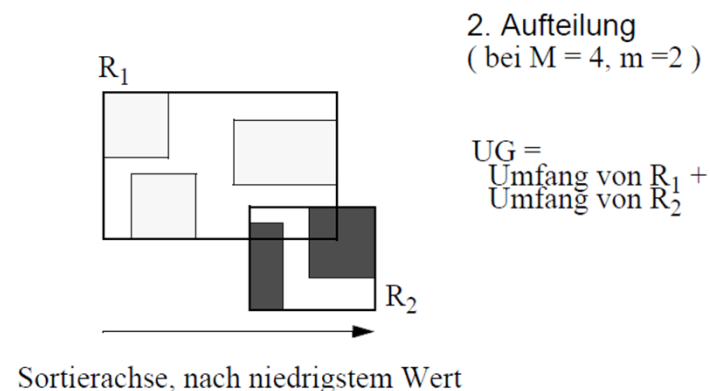 2. Aufteilung
( bei M = 4, m =2 )
R1
UG =
Umfang von R1 +
Umfang von R2
R2
Sortierachse, nach niedrigstem Wert